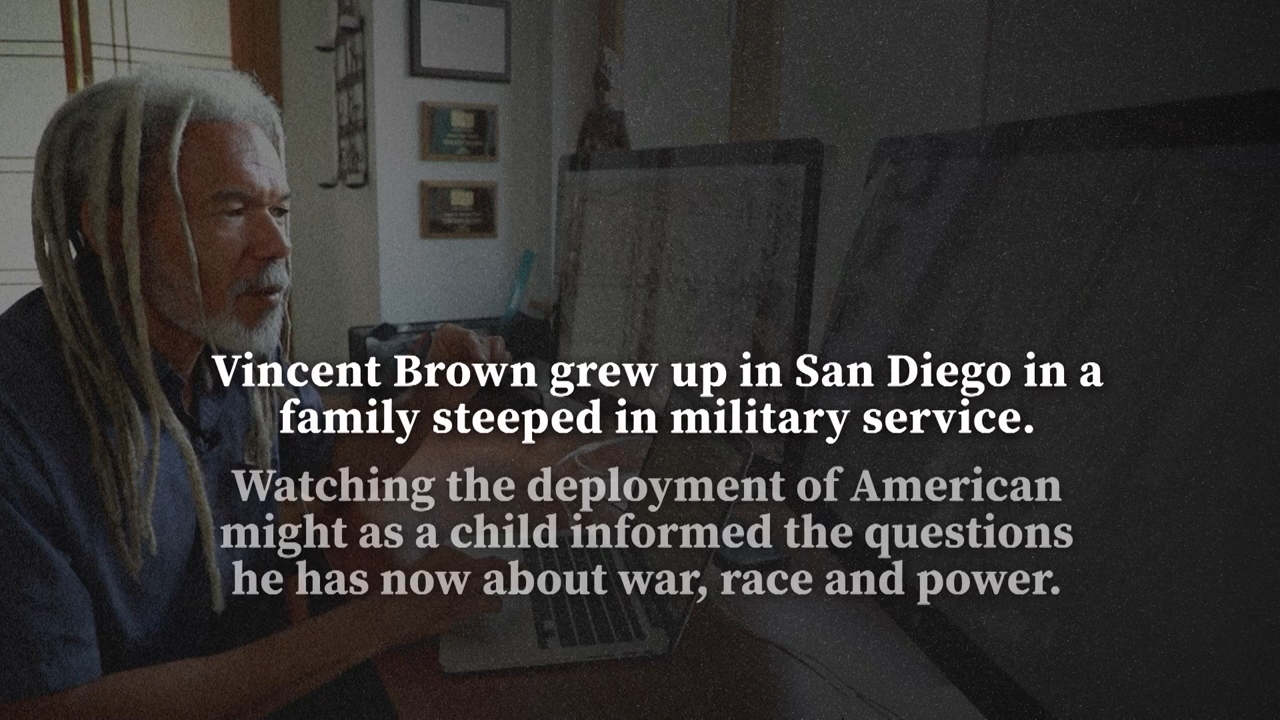 Vincent Brown grew up in San Diego in a
family steeped in military service.
Watching the deployment of American
might as a child informed the questions
he has now about war, race and power.